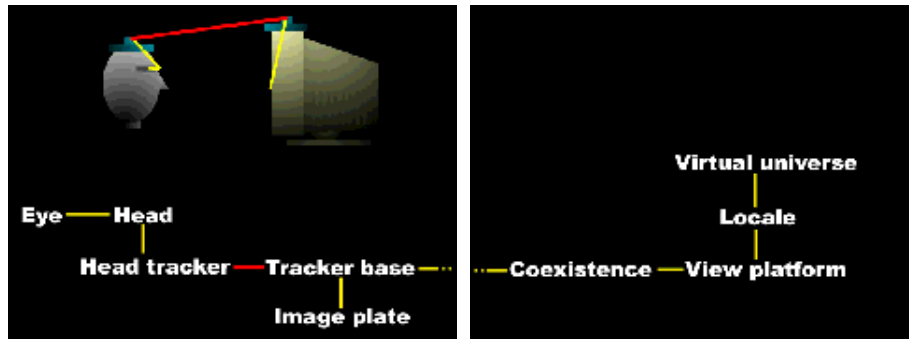 Eye Head
Head tracker Tracker base
Image plate
Virtual universe
Locale
Coexistence View platform